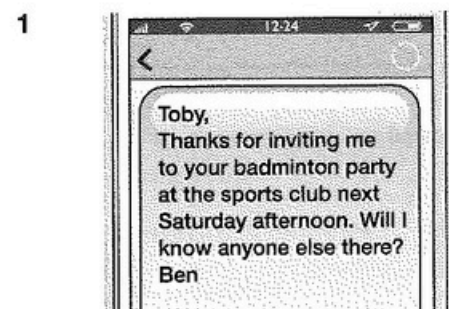 1
12:24
Toby,
Thanks for inviting me
to your badminton party
at the sports club next
Saturday afternoon. Will I
know anyone else there?
Ben